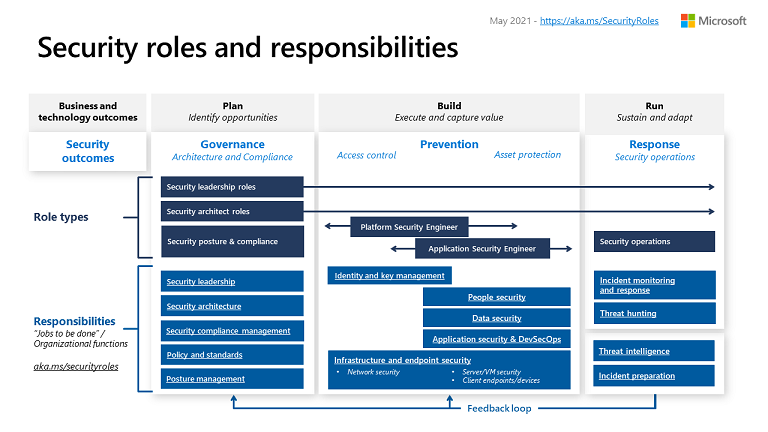 May 2021 - https://aka.ms/SecurityRoles
Microsoft
Security roles and responsibilities
Business and
technology outcomes
Plan
Identify opportunities
Build
Execute and capture value
Run
Sustain and adapt
Security
outcomes
Governance
Architecture and Compliance
Prevention
Access control
Asset protection
Response
Security operations
Role types
Security leadership roles
Security architect roles
Security posture & compliance
Platform Security Engineer
Application Security Engineer
Security operations
Responsibilities
"Jobs to be done" /
Organizational functions
aka.ms/securityroles
Security leadership
Security architecture
Security compliance management
Policy and standards
Posture management
Identity and key management
People security
Data security
Application security & DevSecOps
Infrastructure and endpoint security
• Network security
• Server/VM security
• Client endpoints/devices
Incident monitoring
and response
Threat hunting
Threat intelligence
Incident preparation
Feedback loop